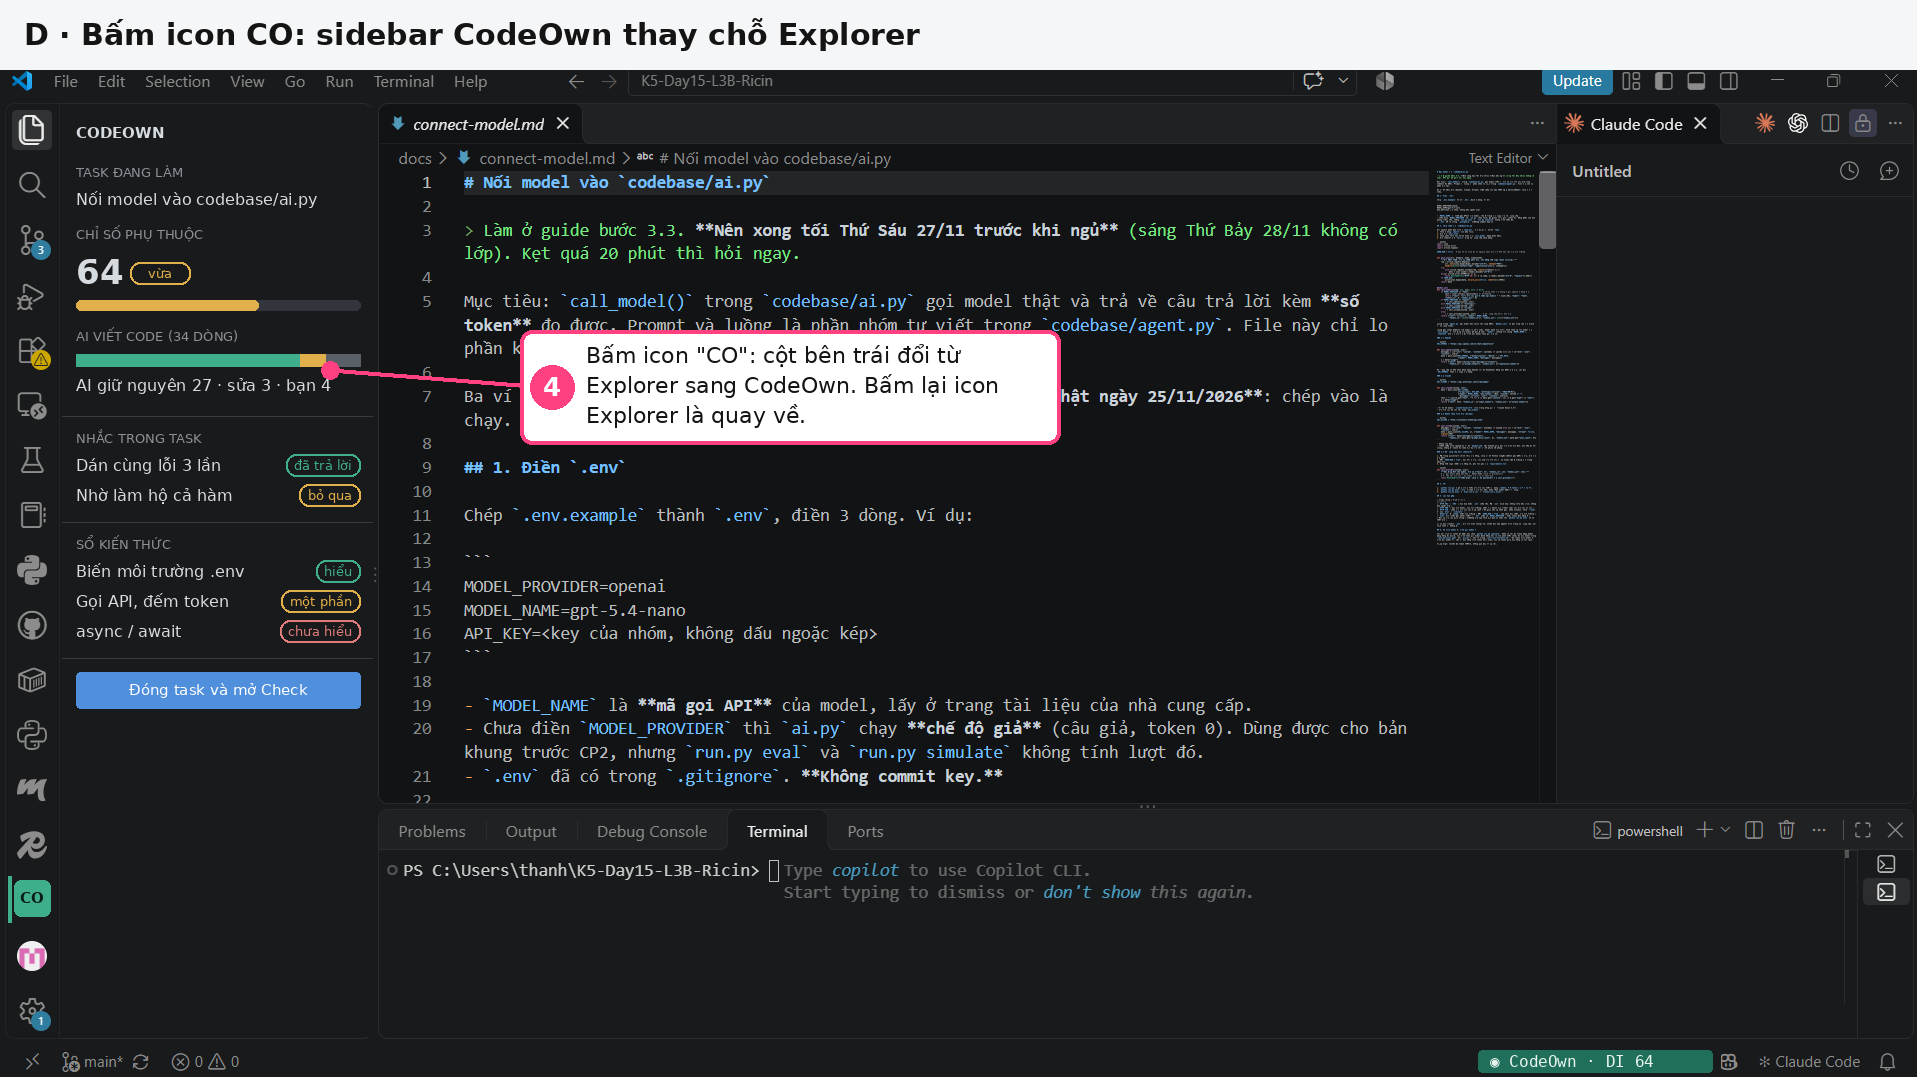 D · Bấm icon CO: sidebar CodeOwn thay chỗ Explorer
File Edit Selection View Go Run Terminal Help
K5-Day15-L3B-Ricin
Update
CODEOWN
TASK ĐANG LÀM
Nối model vào codebase/ai.py
CHỈ SỐ PHỤ THUỘC
64 vừa
AI VIẾT CODE (34 DÒNG)
AI giữ nguyên 27 · sửa 3 · bạn 4
NHẮC TRONG TASK
Dán cùng lỗi 3 lần đã trả lời
Nhờ làm hộ cả hàm bỏ qua
SỔ KIẾN THỨC
Biến môi trường .env hiểu
Gọi API, đếm token một phần
async / await chưa hiểu
Đóng task và mở Check
3
CO
1
connect-model.md
docs > connect-model.md > abc # Nối model vào codebase/ai.py
Text Editor
1 # Nối model vào `codebase/ai.py`
2
3 > Làm ở guide bước 3.3. **Nên xong tối Thứ Sáu 27/11 trước khi ngủ** (sáng Thứ Bảy 28/11 không có
lớp). Kẹt quá 20 phút thì hỏi ngay.
4
5 Mục tiêu: `call_model()` trong `codebase/ai.py` gọi model thật và trả về câu trả lời kèm **số
token** đo được. Prompt và luồng là phần nhóm tự viết trong `codebase/agent.py`. File này chỉ lo
phần k
6
7 Ba ví hật ngày 25/11/2026**: chép vào là
chạy.
8
9 ## 1. Điền `.env`
10
11 Chép `.env.example` thành `.env`, điền 3 dòng. Ví dụ:
12
13 ```
14 MODEL_PROVIDER=openai
15 MODEL_NAME=gpt-5.4-nano
16 API_KEY=<key của nhóm, không dấu ngoặc kép>
17 ```
18
19 - `MODEL_NAME` là **mã gọi API** của model, lấy ở trang tài liệu của nhà cung cấp.
20 - Chưa điền `MODEL_PROVIDER` thì `ai.py` chạy **chế độ giả** (câu giả, token 0). Dùng được cho bản
khung trước CP2, nhưng `run.py eval` và `run.py simulate` không tính lượt đó.
21 - `.env` đã có trong `.gitignore`. **Không commit key.**
22
4
Bấm icon "CO": cột bên trái đổi từ
Explorer sang CodeOwn. Bấm lại icon
Explorer là quay về.
Claude Code
Untitled
Problems Output Debug Console Terminal Ports
powershell
PS C:\Users\thanh\K5-Day15-L3B-Ricin> Type copilot to use Copilot CLI.
Start typing to dismiss or don't show this again.
main* 0 0
CodeOwn · DI 64
Claude Code